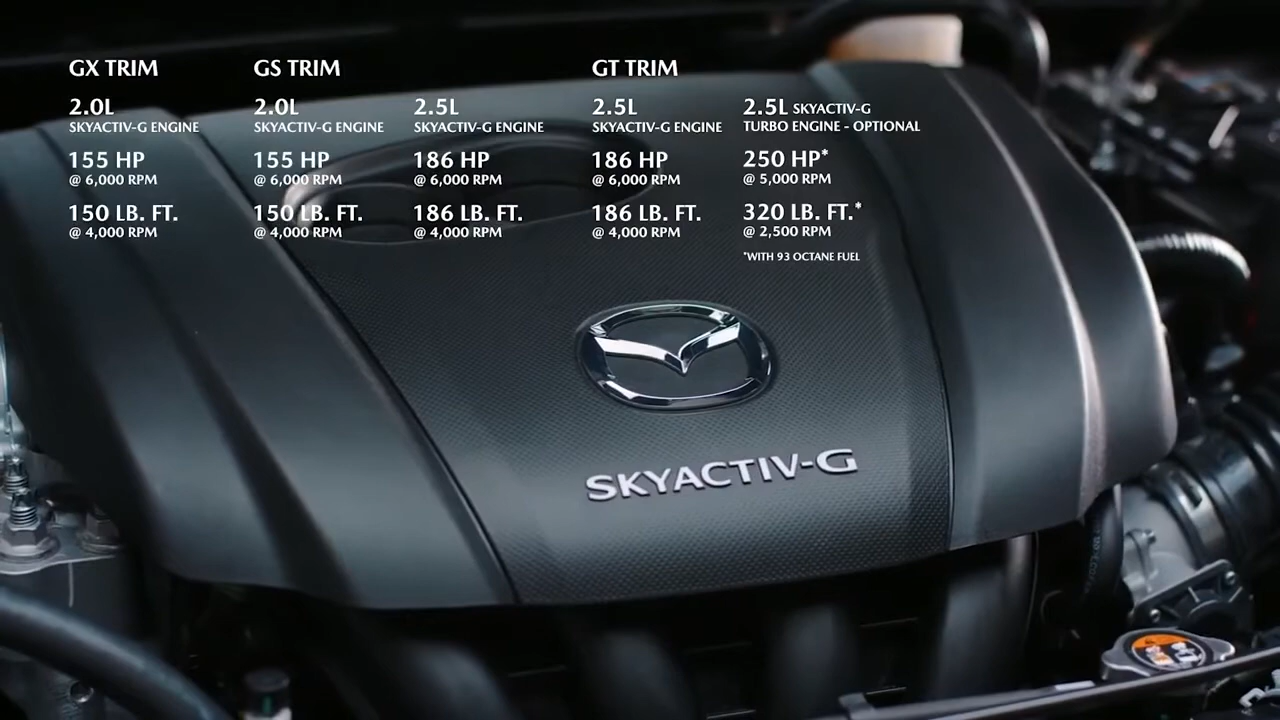 GX TRIM
2.0L
SKYACTIV-G ENGINE
155 HP
@ 6,000 RPM
150 LB. FT.
@ 4,000 RPM
GS TRIM
2.0L
SKYACTIV-G ENGINE
155 HP
@ 6,000 RPM
150 LB. FT.
@ 4,000 RPM
2.5L
SKYACTIV-G ENGINE
186 HP
@ 6,000 RPM
186 LB. FT.
@ 4,000 RPM
GT TRIM
2.5L
SKYACTIV-G ENGINE
186 HP
@ 6,000 RPM
186 LB. FT.
@ 4,000 RPM
2.5L SKYACTIV-G
TURBO ENGINE - OPTIONAL
250 HP*
@ 5,000 RPM
320 LB. FT.*
@ 2,500 RPM
*WITH 93 OCTANE FUEL
SKYACTIV-G